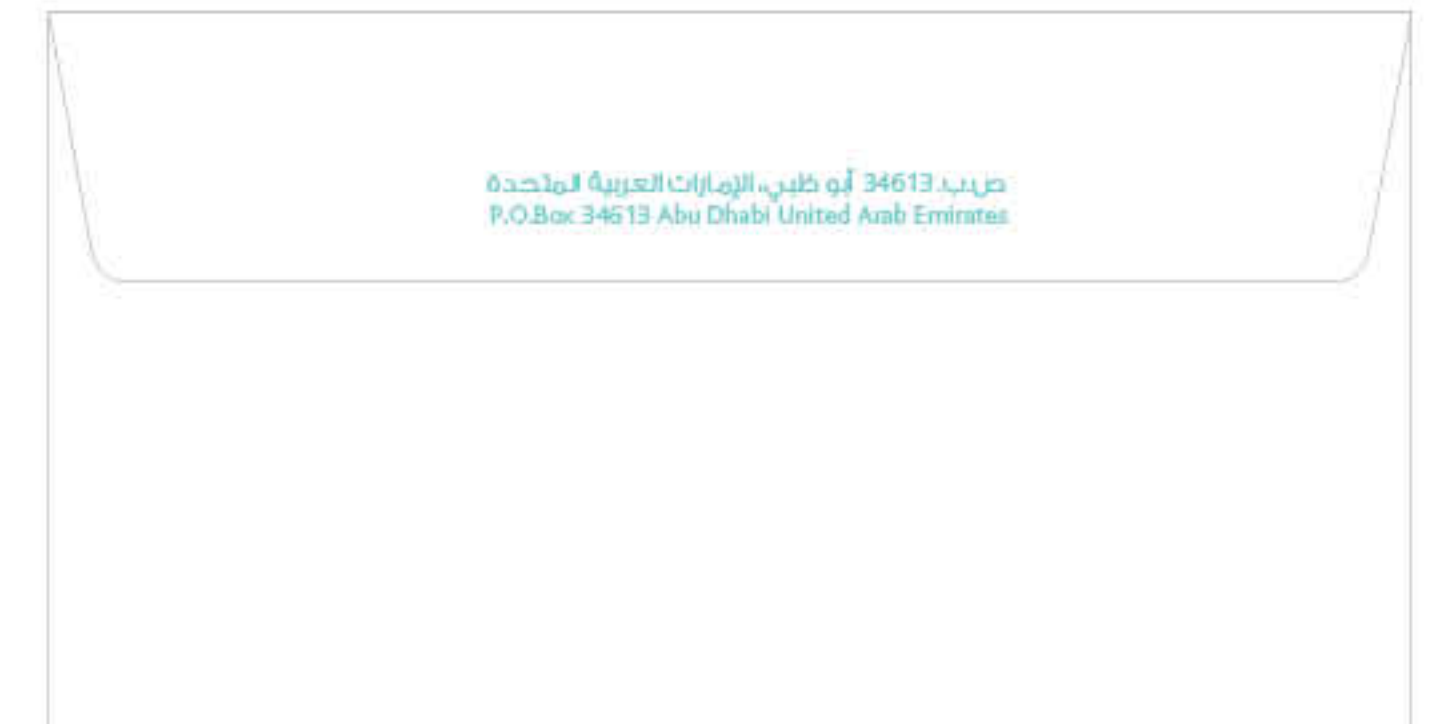 ص.ب. 34613 أبو ظبي، الإمارات العربية المتحدة
P.O.Box 34613 Abu Dhabi United Arab Emirates